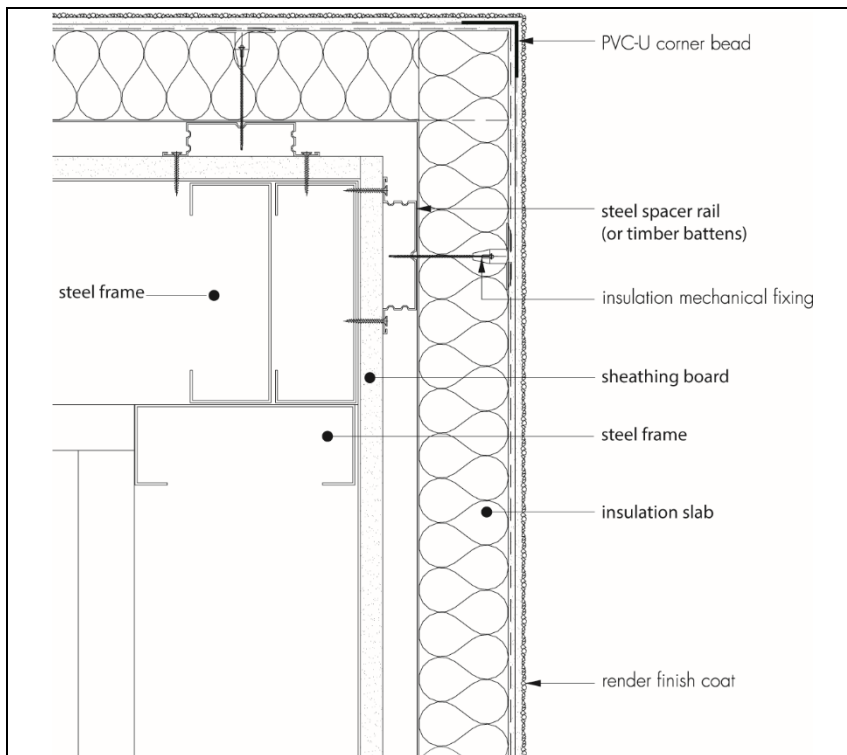 PVC-U corner bead
steel spacer rail
(or timber battens)
steel frame
insulation mechanical fixing
sheathing board
steel frame
insulation slab
render finish coat